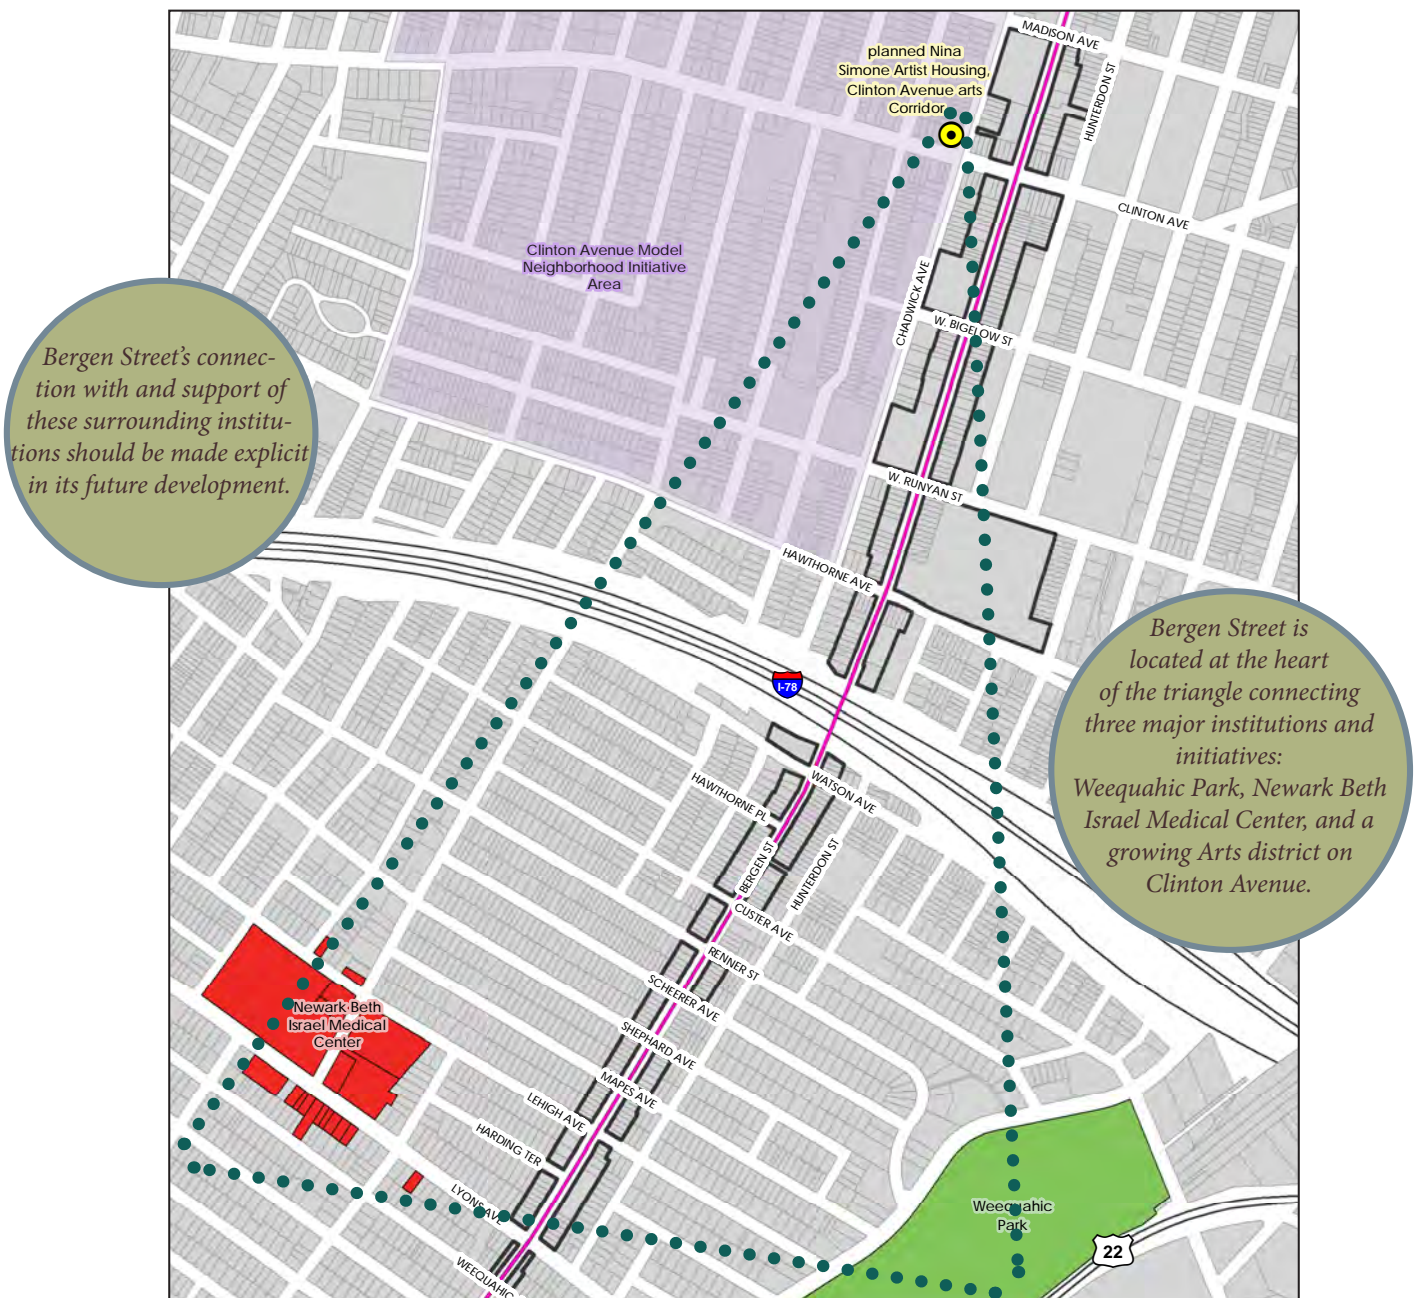 MADISON AVE
planned Nina
Simone Artist Housing,
Clinton Avenue arts
Corridor
HUNTERDON ST
CLINTON AVE
Clinton Avenue Model
Neighborhood Initiative
Area
CHADWICK AVE
W. BIGELOW ST
Bergen Street's connec-
tion with and support of
these surrounding institu-
tions should be made explicit
in its future development.
W. RUNYAN ST
HAWTHORNE AVE
Bergen Street is
located at the heart
of the triangle connecting
three major institutions and
initiatives:
Weequahic Park, Newark Beth
Israel Medical Center, and a
growing Arts district on
Clinton Avenue.
I-78
WATSON AVE
HAWTHORNE PL
BERGEN ST
HUNTERDON ST
CUSTER AVE
RENNER ST
SCHEERER AVE
Newark Beth
Israel Medical
Center
SHEPHARD AVE
MAPES AVE
LEHIGH AVE
HARDING TER
LYONS AVE
Weequahic
Park
22
WEEQUAHIC